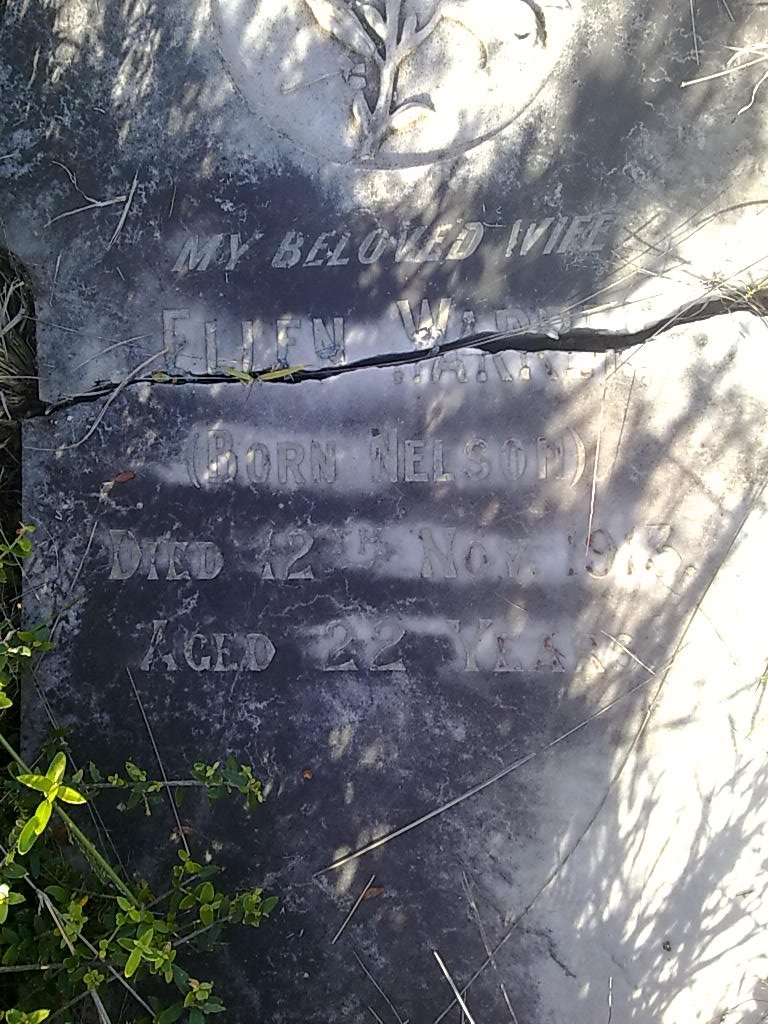 MY BELOVED WIFE
ELLEN
(BORN NELSON)
DIED 12TH NOV. 1913.
AGED 22 YEARS